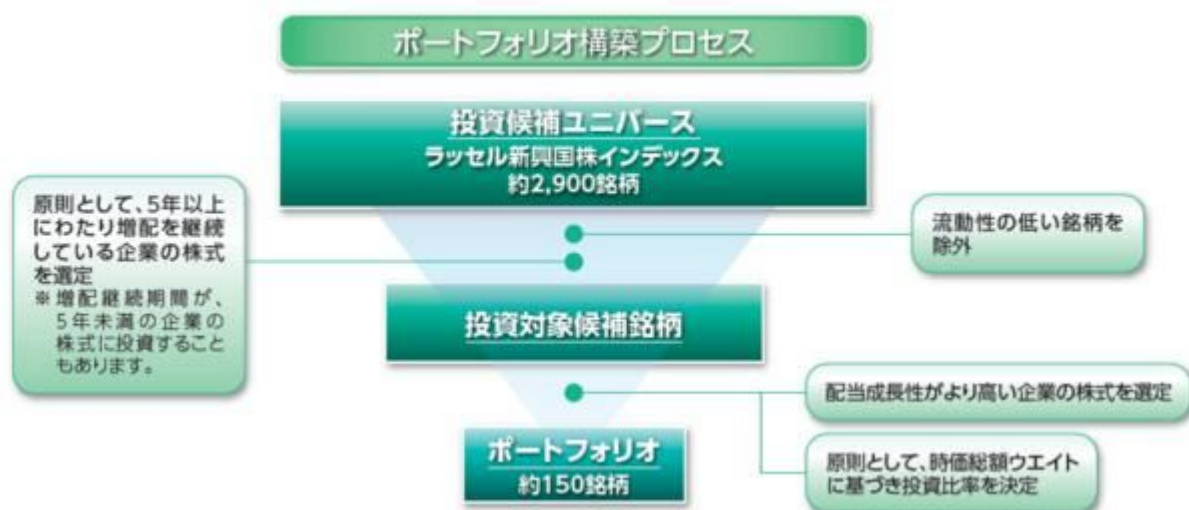 ポートフォリオ構築プロセス
投資候補ユニバース
ラッセル新興国株インデックス
約2,900銘柄
流動性の低い銘柄を
除外
原則として、5年以上
にわたり増配を継続
している企業の株式
を選定
※増配継続期間が、
5年未満の企業の
株式に投資すること
もあります。
投資対象候補銘柄
配当成長性がより高い企業の株式を選定
原則として、時価総額ウエイト
に基づき投資比率を決定
ポートフォリオ
約150銘柄